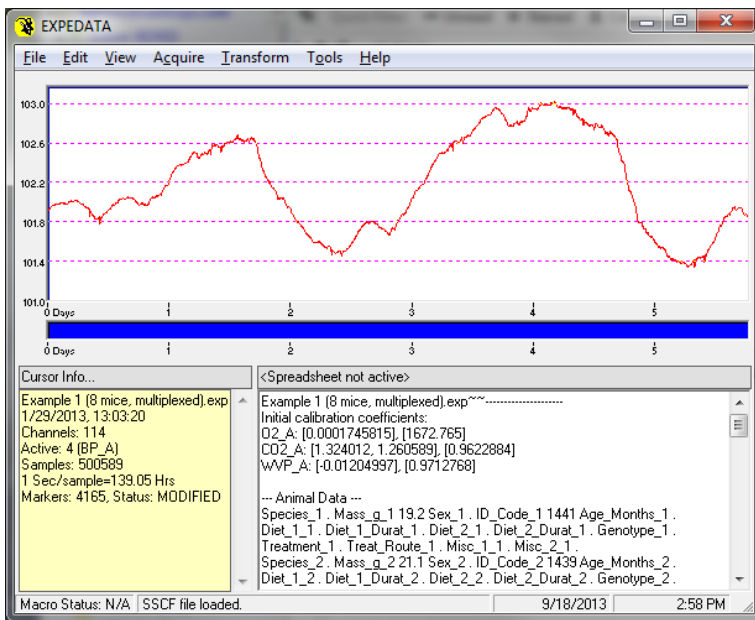 EXPEDATA
File Edit View Acquire Transform Tools Help
103.0
102.6
102.2
101.8
101.4
101.0
0 Days 1 2 3 4 5
0 Days 1 2 3 4 5
Cursor Info...
Example 1 (8 mice, multiplexed).exp
1/29/2013, 13:03:20
Channels: 114
Active: 4 (BP_A)
Samples: 500589
1 Sec/sample=139.05 Hrs
Markers: 4165, Status: MODIFIED
<Spreadsheet not active>
Example 1 (8 mice, multiplexed).exp~~--------------------
Initial calibration coefficients:
O2_A: [0.0001745815], [1672.765]
CO2_A: [1.324012, 1.260589], [0.9622884]
WVP_A: [-0.01204997], [0.9712768]
--- Animal Data ---
Species_1 . Mass_g_1 19.2 Sex_1 . ID_Code_1 1441 Age_Months_1 .
Diet_1_1 . Diet_1_Durat_1 . Diet_2_1 . Diet_2_Durat_1 . Genotype_1 .
Treatment_1 . Treat_Route_1 . Misc_1_1 . Misc_2_1 .
Species_2 . Mass_g_2 21.1 Sex_2 . ID_Code_2 1439 Age_Months_2 .
Diet_1_2 . Diet_1_Durat_2 . Diet_2_2 . Diet_2_Durat_2 . Genotype_2 .
Macro Status: N/A SSCF file loaded. 9/18/2013 2:58 PM